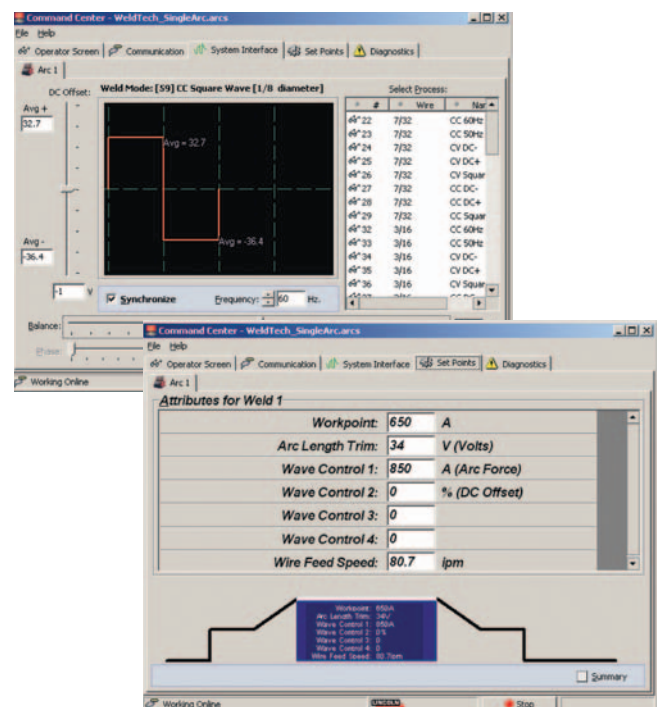 Command Center - WeldTech_SingleArc.arcs
File Help
Operator Screen Communication System Interface Set Points Diagnostics
Arc 1
DC Offset: Weld Mode: [59] CC Square Wave [1/8 diameter] Select Process:
# Wire Nar
Avg +
32.7
Avg = 32.7
22 7/32 CC 60Hz
23 7/32 CC 50Hz
24 7/32 CV DC-
25 7/32 CV DC+
26 7/32 CV Squar
27 7/32 CC DC-
28 7/32 CC DC+
29 7/32 CC Squar
32 3/16 CC 60Hz
33 3/16 CC 50Hz
34 3/16 CV DC-
35 3/16 CV DC+
36 3/16 CV Squar
Avg -
-36.4
Avg = -36.4
-1 V
Synchronize Frequency: 60 Hz.
Balance:
Phase:
Working Online
Command Center - WeldTech_SingleArc.arcs
File Help
Operator Screen Communication System Interface Set Points Diagnostics
Arc 1
Attributes for Weld 1
Workpoint: 650 A
Arc Length Trim: 34 V (Volts)
Wave Control 1: 850 A (Arc Force)
Wave Control 2: 0 % (DC Offset)
Wave Control 3: 0
Wave Control 4: 0
Wire Feed Speed: 80.7 ipm
Workpoint: 650A
Arc Length Trim: 34V
Wave Control 1: 850A
Wave Control 2: 0%
Wave Control 3: 0
Wave Control 4: 0
Wire Feed Speed: 80.7ipm
Summary
Working Online LINCOLN Stop